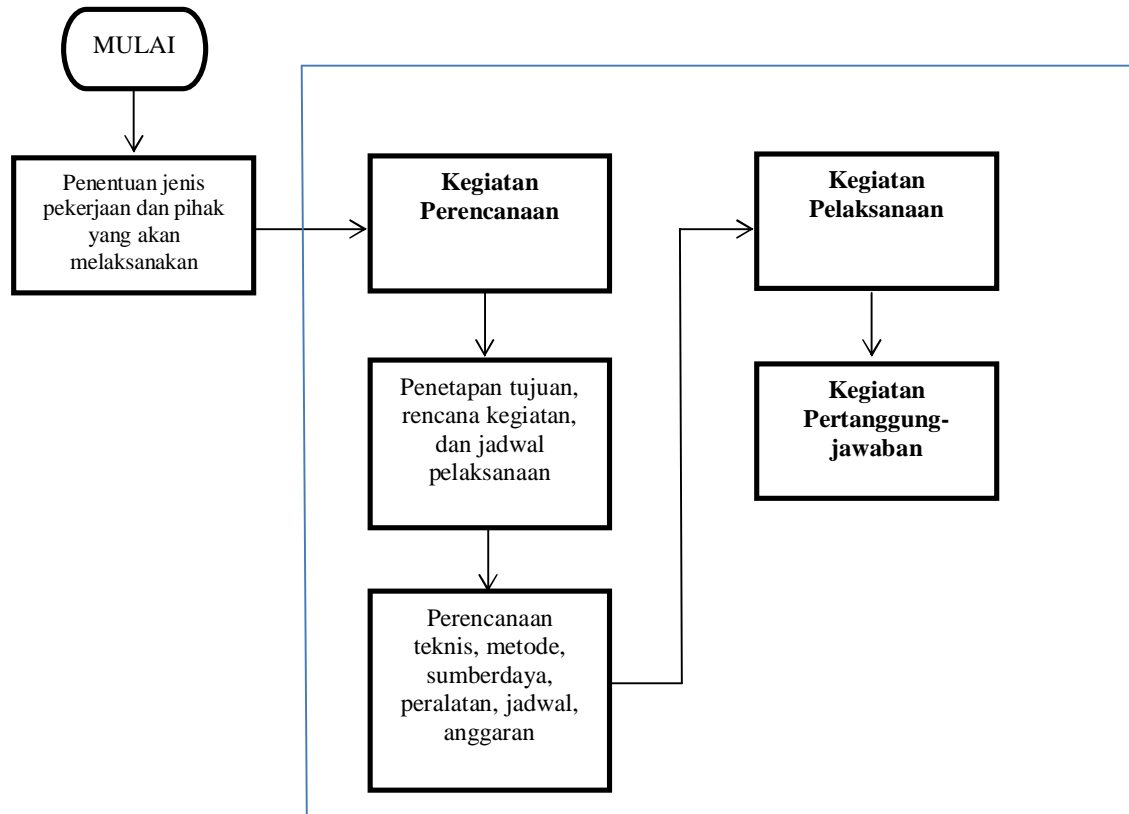 MULAI
Penentuan jenis
pekerjaan dan pihak
yang akan
melaksanakan
Kegiatan
Perencanaan
Penetapan tujuan,
rencana kegiatan,
dan jadwal
pelaksanaan
Perencanaan
teknis, metode,
sumberdaya,
peralatan, jadwal,
anggaran
Kegiatan
Pelaksanaan
Kegiatan
Pertanggung-
jawaban